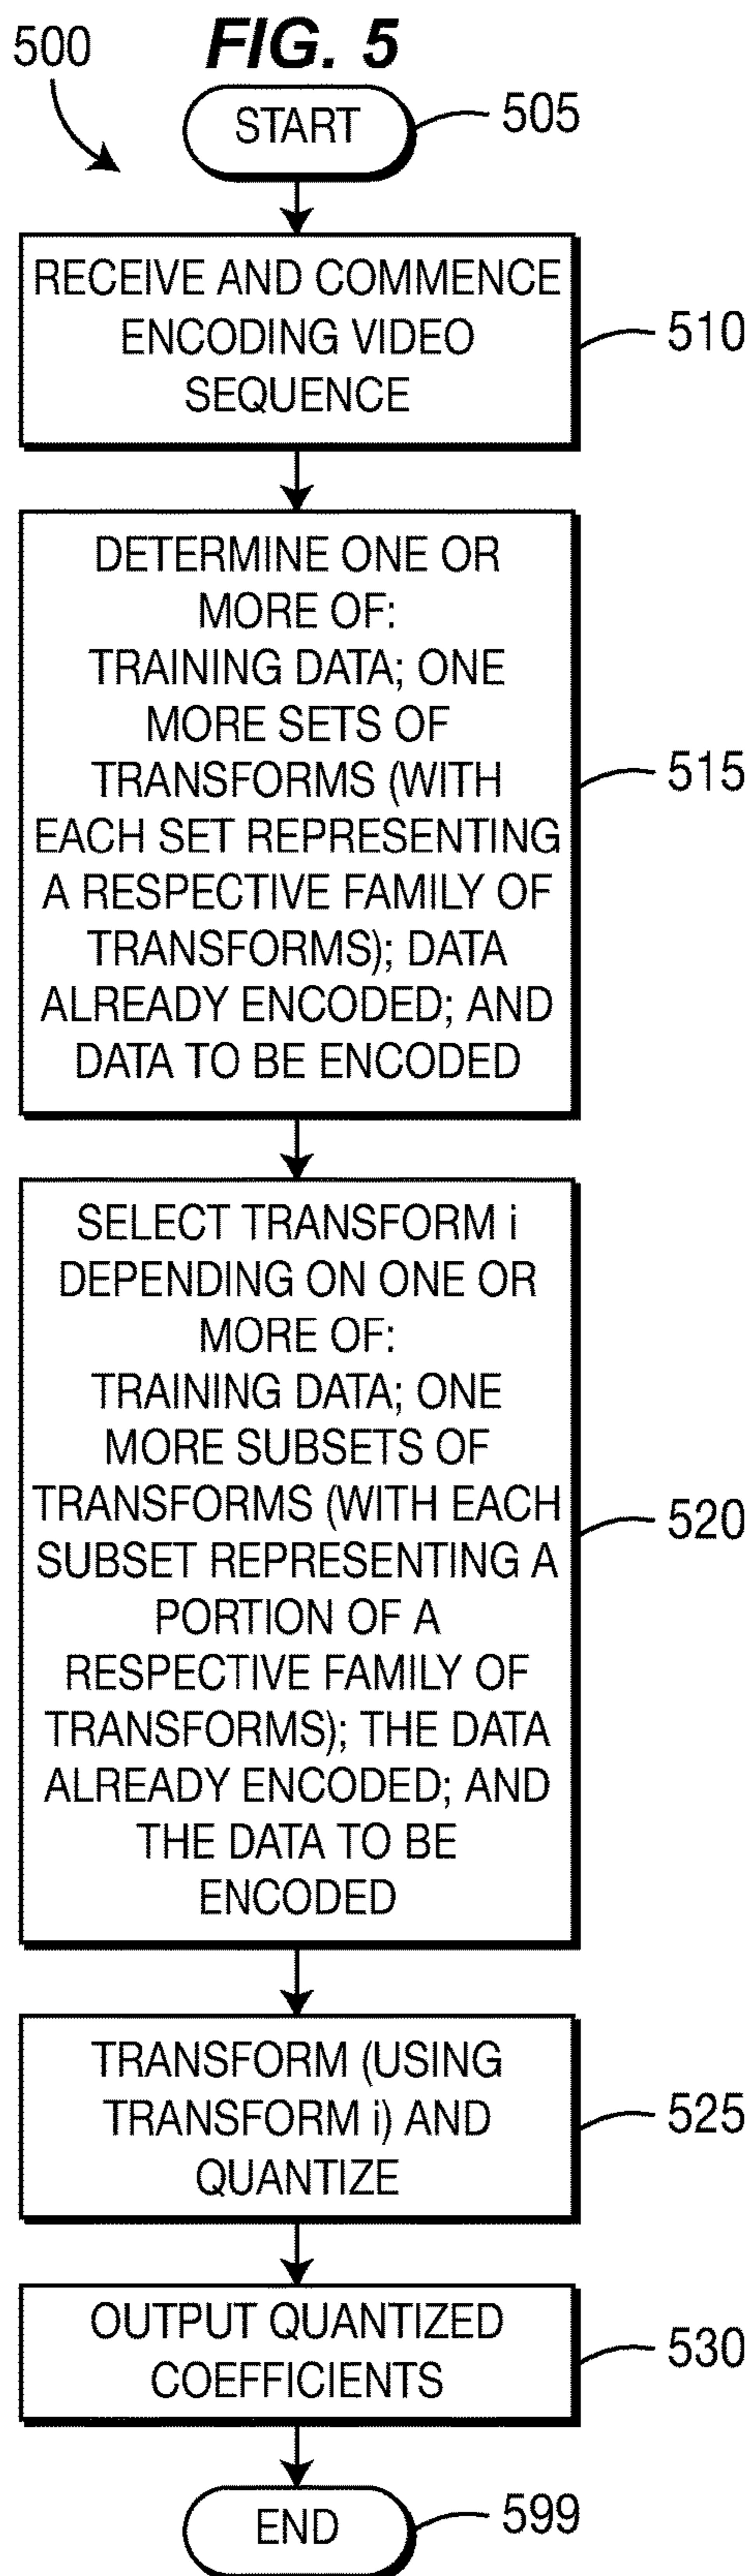 500
FIG. 5
START
505
RECEIVE AND COMMENCE
ENCODING VIDEO
SEQUENCE
510
DETERMINE ONE OR
MORE OF:
TRAINING DATA; ONE
MORE SETS OF
TRANSFORMS (WITH
EACH SET REPRESENTING
A RESPECTIVE FAMILY OF
TRANSFORMS); DATA
ALREADY ENCODED; AND
DATA TO BE ENCODED
515
SELECT TRANSFORM i
DEPENDING ON ONE OR
MORE OF:
TRAINING DATA; ONE
MORE SUBSETS OF
TRANSFORMS (WITH EACH
SUBSET REPRESENTING A
PORTION OF A
RESPECTIVE FAMILY OF
TRANSFORMS); THE DATA
ALREADY ENCODED; AND
THE DATA TO BE
ENCODED
520
TRANSFORM (USING
TRANSFORM i) AND
QUANTIZE
525
OUTPUT QUANTIZED
COEFFICIENTS
530
END
599